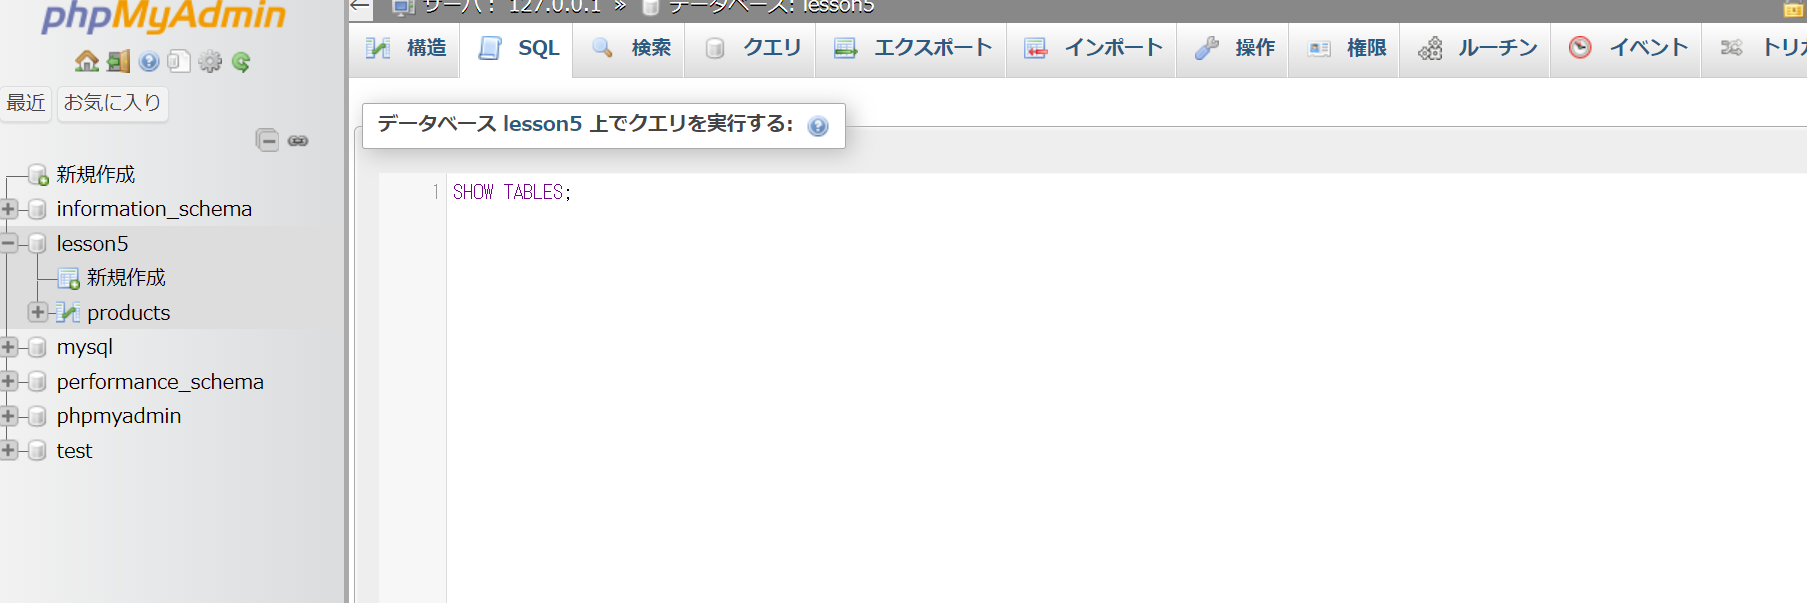 phpMyAdmin
最近 お気に入り
新規作成
information_schema
lesson5
新規作成
products
mysql
performance_schema
phpmyadmin
test
サーバ: 127.0.0.1 » データベース: lesson5
構造 SQL 検索 クエリ エクスポート インポート 操作 権限 ルーチン イベント
データベース lesson5 上でクエリを実行する:
1 SHOW TABLES;